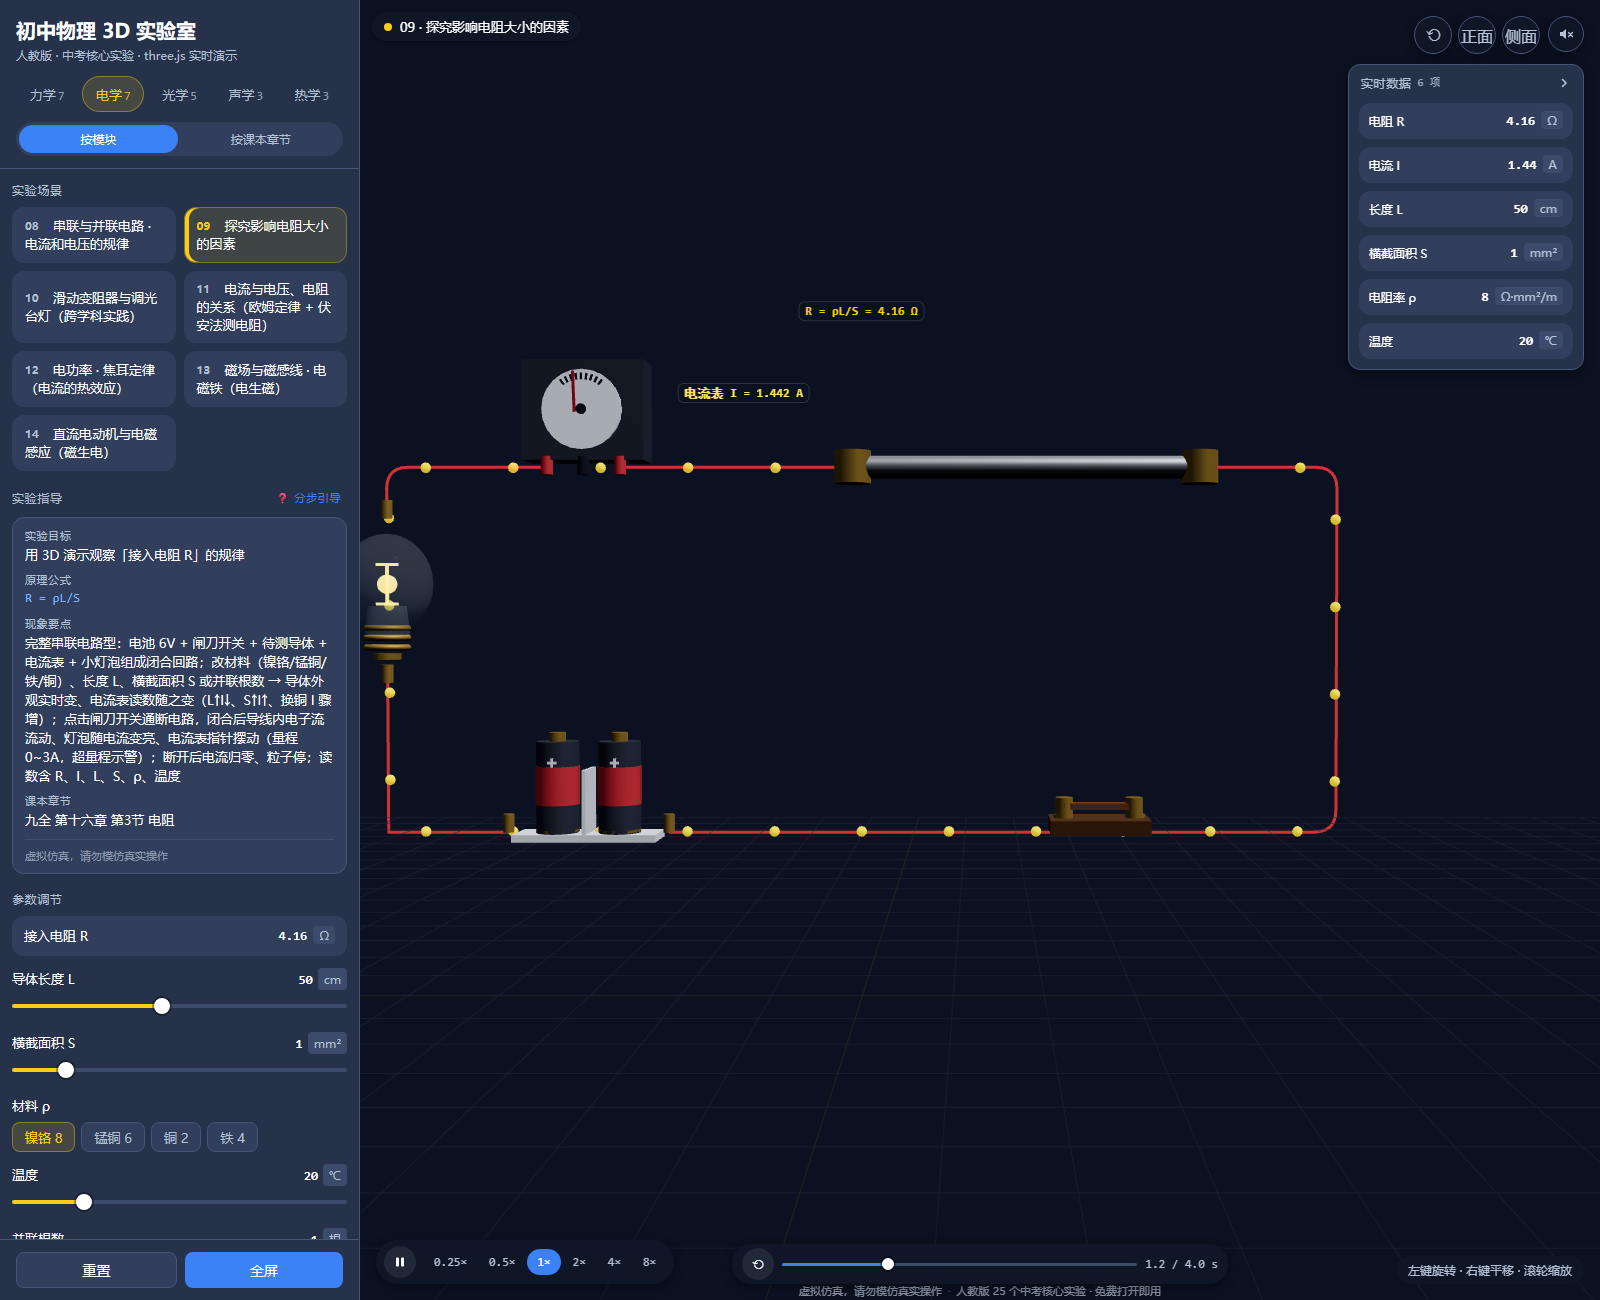 初中物理 3D 实验室
人教版 · 中考核心实验 · three.js 实时演示
力学 7
电学 7
光学 5
声学 3
热学 3
按模块
按课本章节
实验场景
08 串联与并联电路 ·
电流和电压的规律
09 探究影响电阻大小
的因素
10 滑动变阻器与调光
台灯（跨学科实践）
11 电流与电压、电阻
的关系（欧姆定律 + 伏
安法测电阻）
12 电功率 · 焦耳定律
（电流的热效应）
13 磁场与磁感线 · 电
磁铁（电生磁）
14 直流电动机与电磁
感应（磁生电）
实验指导
❓ 分步引导
实验目标
用 3D 演示观察「接入电阻 R」的规律
原理公式
R = ρL/S
现象要点
完整串联电路型：电池 6V + 闸刀开关 + 待测导体 +
电流表 + 小灯泡组成闭合回路；改材料（镍铬/锰铜/
铁/铜）、长度 L、横截面积 S 或并联根数 → 导体外
观实时变、电流表读数随之变（L↑I↓、S↑I↑、换铜 I 骤
增）；点击闸刀开关通断电路，闭合后导线内电子流
流动、灯泡随电流变亮、电流表指针摆动（量程
0~3A，超量程示警）；断开后电流归零、粒子停；读
数含 R、I、L、S、ρ、温度
课本章节
九全 第十六章 第3节 电阻
虚拟仿真，请勿模仿真实操作
参数调节
接入电阻 R 4.16 Ω
导体长度 L 50 cm
横截面积 S 1 mm²
材料 ρ
镍铬 8
锰铜 6
铜 2
铁 4
温度 20 ℃
并联根数 1 根
重置
全屏
09 · 探究影响电阻大小的因素
正面
侧面
实时数据 6 项
电阻 R 4.16 Ω
电流 I 1.44 A
长度 L 50 cm
横截面积 S 1 mm²
电阻率 ρ 8 Ω·mm²/m
温度 20 ℃
R = ρL/S = 4.16 Ω
电流表 I = 1.442 A
0.25×
0.5×
1×
2×
4×
8×
1.2 / 4.0 s
左键旋转 · 右键平移 · 滚轮缩放
虚拟仿真，请勿模仿真实操作 · 人教版 25 个中考核心实验 · 免费打开即用